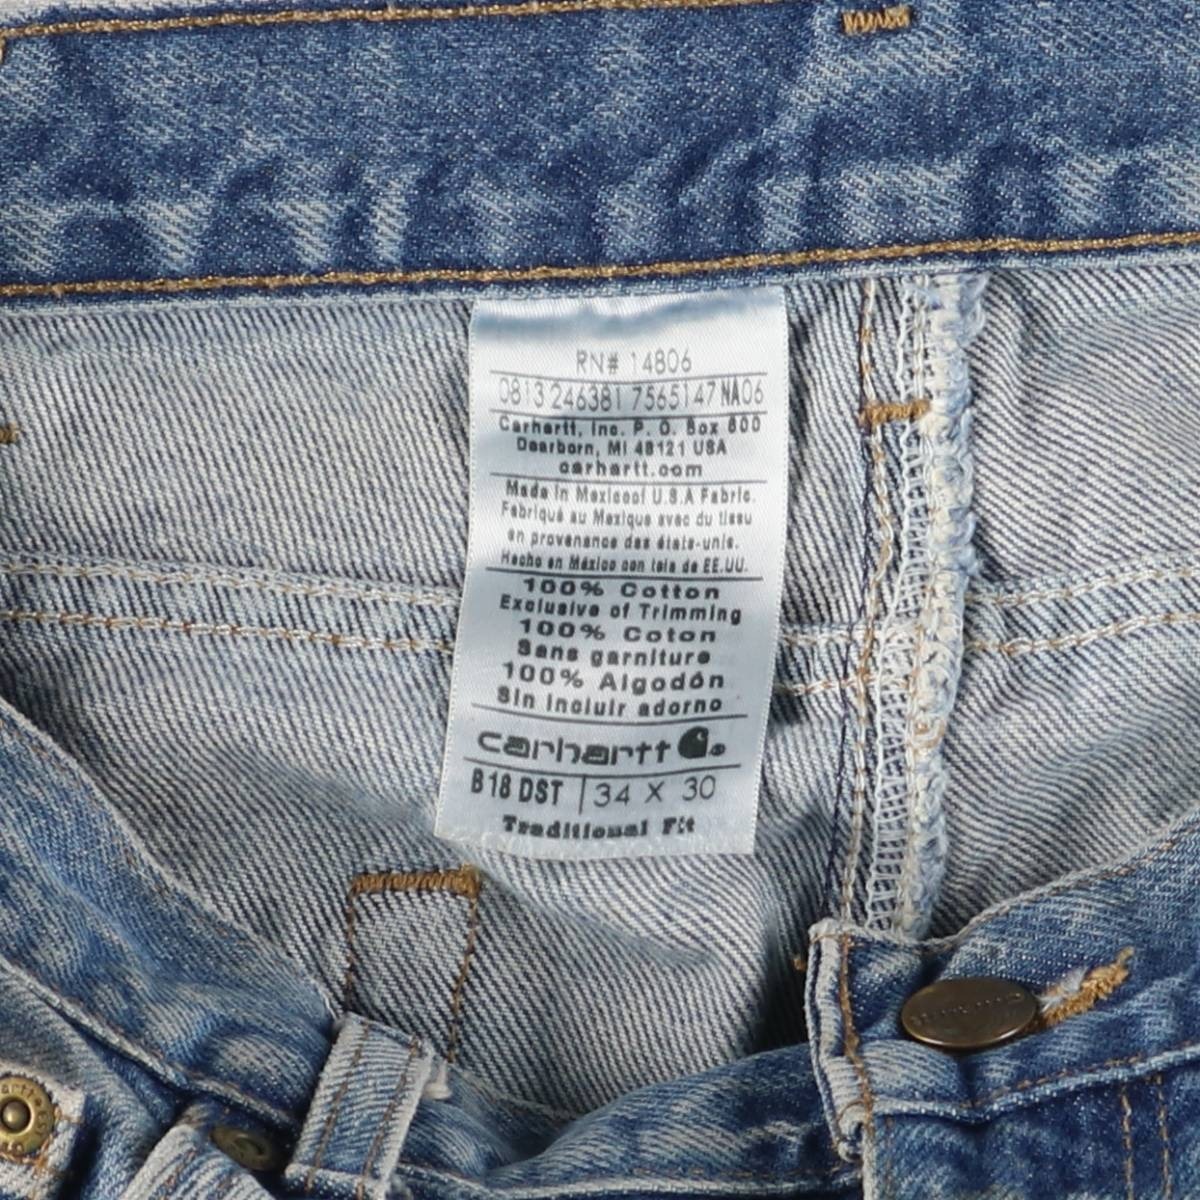 RN# 14806
0813 246381 7565147 NA06
Carhartt, Inc. P. O. Box 600
Dearborn, MI 48121 USA
carhartt.com
Made in Mexicoof U.S.A Fabric.
Fabriqué au Mexique avec du tissu
en provenance des états-unis.
Hecho en México con tela de EE.UU.
100% Cotton
Exclusive of Trimming
100% Coton
Sans garniture
100% Algodón
Sin incluir adorno
carhartt ®
B18 DST | 34 X 30
Traditional Fit